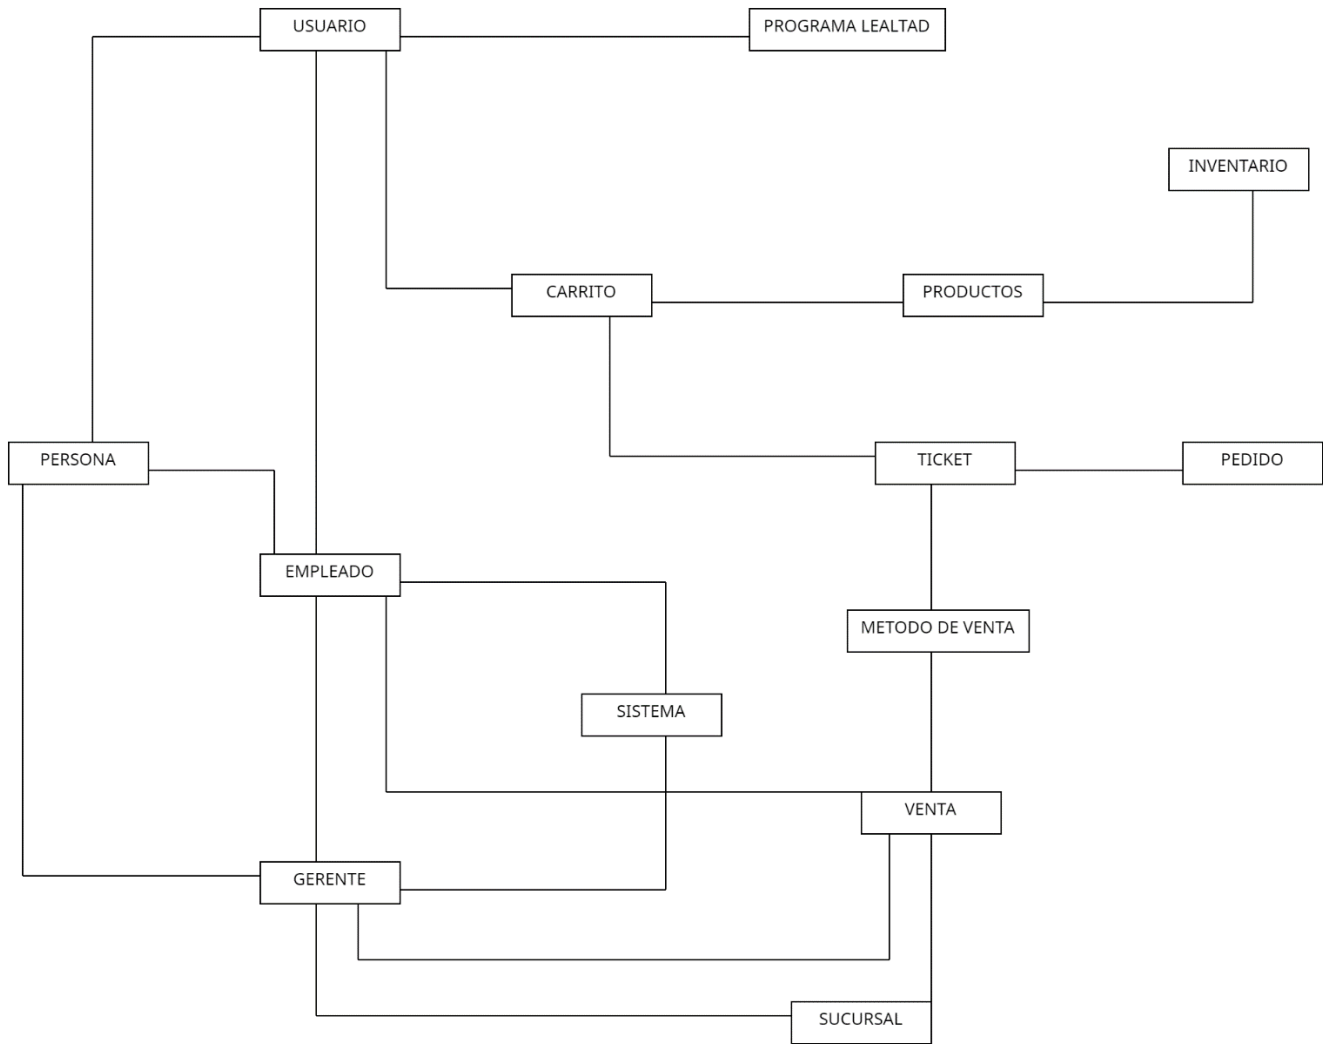 USUARIO
PROGRAMA LEALTAD
INVENTARIO
CARRITO
PRODUCTOS
PERSONA
TICKET
PEDIDO
EMPLEADO
METODO DE VENTA
SISTEMA
VENTA
GERENTE
SUCURSAL